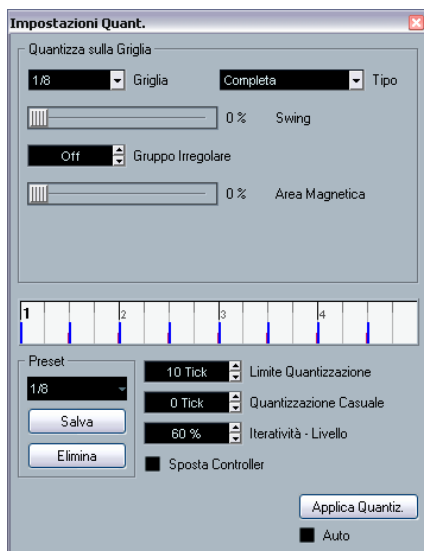 Impostazioni Quant.
Quantizza sulla Griglia
1/8 Griglia Completa Tipo
0 % Swing
Off Gruppo Irregolare
0 % Area Magnetica
1 2 3 4
Preset
1/8
Salva
Elimina
10 Tick Limite Quantizzazione
0 Tick Quantizzazione Casuale
60 % Iteratività - Livello
Sposta Controller
Applica Quantiz.
Auto